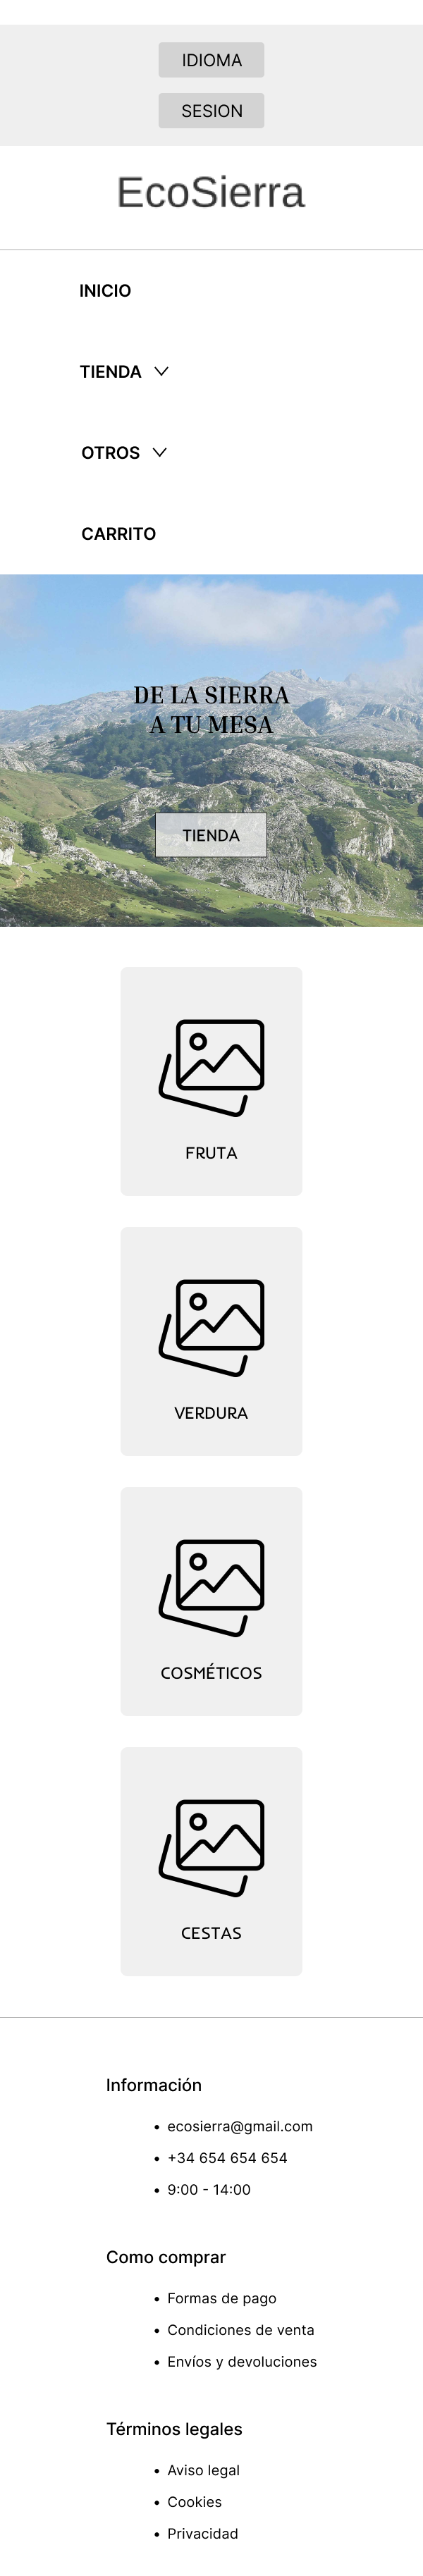 IDIOMA
SESION
EcoSierra
INICIO
TIENDA
OTROS
CARRITO
DE LA SIERRA
A TU MESA
TIENDA
FRUTA
VERDURA
COSMÉTICOS
CESTAS
Información
• ecosierra@gmail.com
• +34 654 654 654
• 9:00 - 14:00
Como comprar
• Formas de pago
• Condiciones de venta
• Envíos y devoluciones
Términos legales
• Aviso legal
• Cookies
• Privacidad